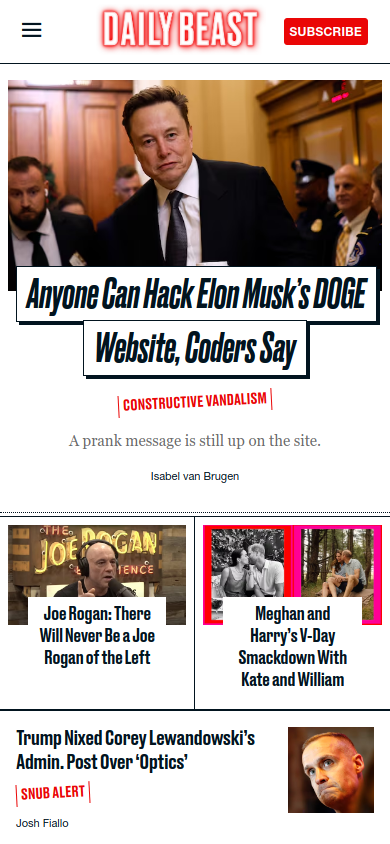 DAILY BEAST
SUBSCRIBE
Anyone Can Hack Elon Musk's DOGE
Website, Coders Say
CONSTRUCTIVE VANDALISM
A prank message is still up on the site.
Isabel van Brugen
THE
JOE ROGAN
EXPERIENCE
Joe Rogan: There
Will Never Be a Joe
Rogan of the Left
Meghan and
Harry's V-Day
Smackdown With
Kate and William
Trump Nixed Corey Lewandowski's
Admin. Post Over ‘Optics’
SNUB ALERT
Josh Fiallo